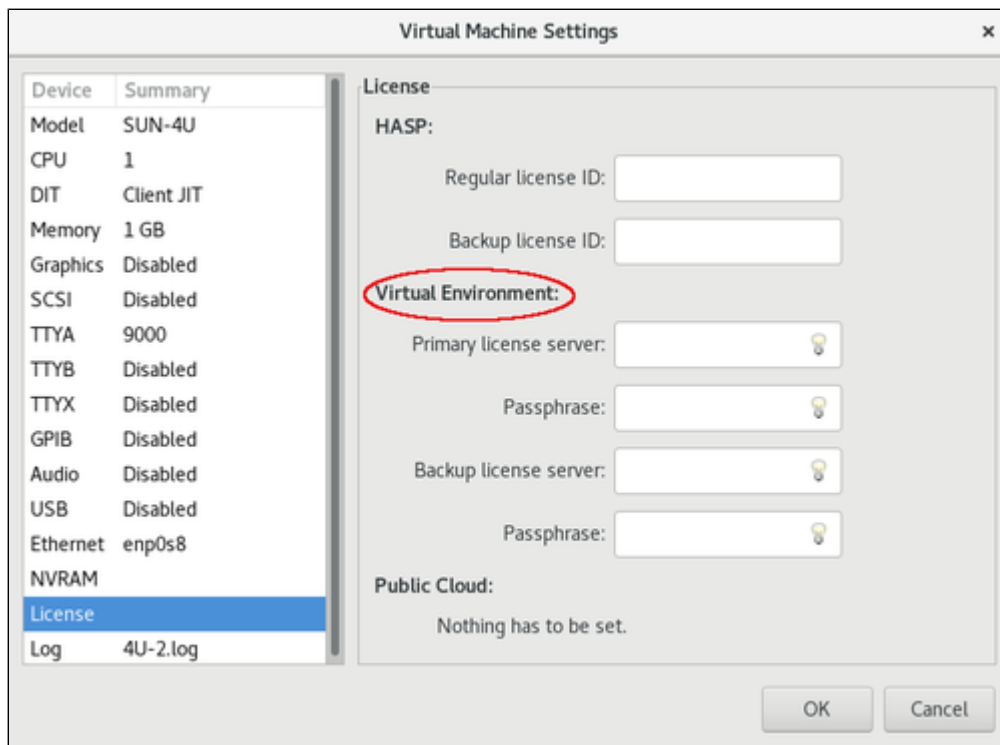 Virtual Machine Settings
Device Summary
Model SUN-4U
CPU 1
DIT Client JIT
Memory 1 GB
Graphics Disabled
SCSI Disabled
TTYA 9000
TTYB Disabled
TTYX Disabled
GPIB Disabled
Audio Disabled
USB Disabled
Ethernet enp0s8
NVRAM
License
Log 4U-2.log
License
HASP:
Regular license ID:
Backup license ID:
Virtual Environment:
Primary license server:
Passphrase:
Backup license server:
Passphrase:
Public Cloud:
Nothing has to be set.
OK Cancel